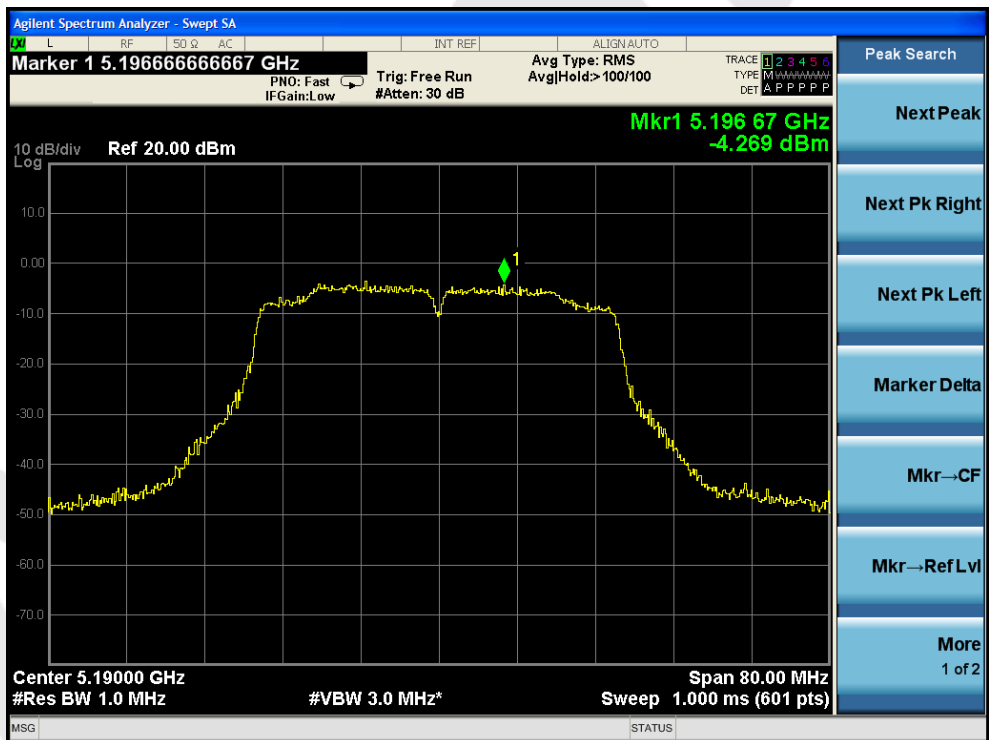 Agilent Spectrum Analyzer - Swept SA
LXI L RF 50 Ω AC INT REF ALIGNAUTO
Marker 1 5.196666666667 GHz
PNO: Fast
IFGain:Low
Trig: Free Run
#Atten: 30 dB
Avg Type: RMS
Avg|Hold:>100/100
TRACE 1 2 3 4 5 6
TYPE M
DET A P P P P P
Mkr1 5.196 67 GHz
-4.269 dBm
10 dB/div Ref 20.00 dBm
Log
10.0
0.00
1
-10.0
-20.0
-30.0
-40.0
-50.0
-60.0
-70.0
Center 5.19000 GHz Span 80.00 MHz
#Res BW 1.0 MHz #VBW 3.0 MHz* Sweep 1.000 ms (601 pts)
MSG STATUS
Peak Search
Next Peak
Next Pk Right
Next Pk Left
Marker Delta
Mkr→CF
Mkr→Ref Lvl
More
1 of 2